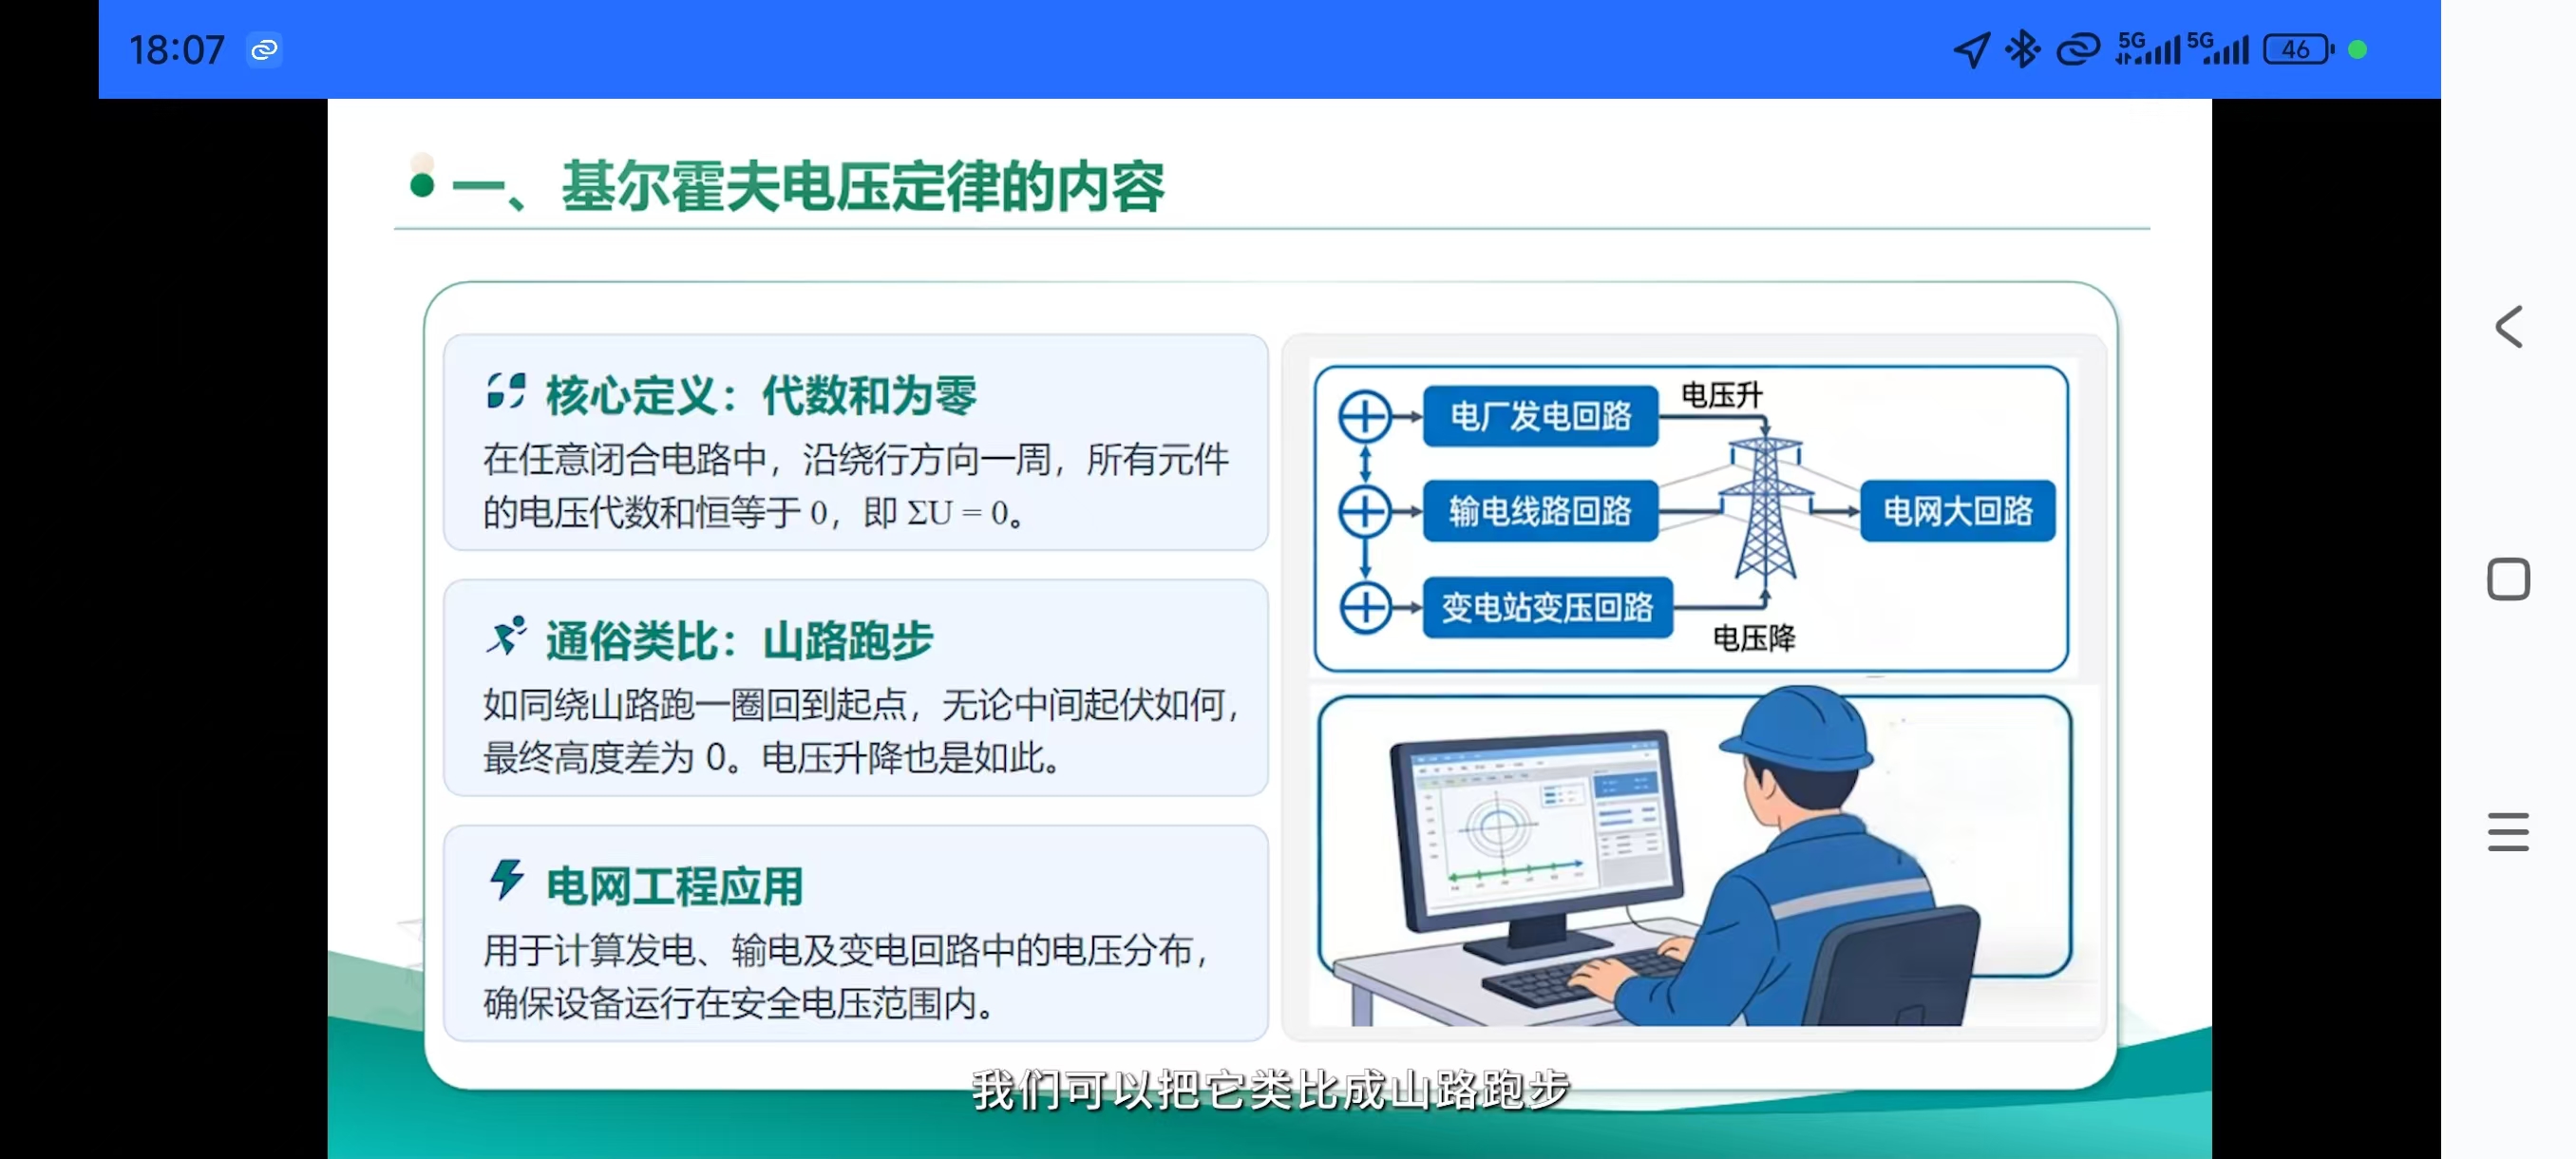 18:07
5G 5G 46
一、基尔霍夫电压定律的内容
核心定义：代数和为零
在任意闭合电路中，沿绕行方向一周，所有元件
的电压代数和恒等于 0，即 ΣU = 0。
通俗类比：山路跑步
如同绕山路跑一圈回到起点，无论中间起伏如何，
最终高度差为 0。电压升降也是如此。
电网工程应用
用于计算发电、输电及变电回路中的电压分布，
确保设备运行在安全电压范围内。
电厂发电回路
电压升
输电线路回路
电网大回路
变电站变压回路
电压降
我们可以把它类比成山路跑步